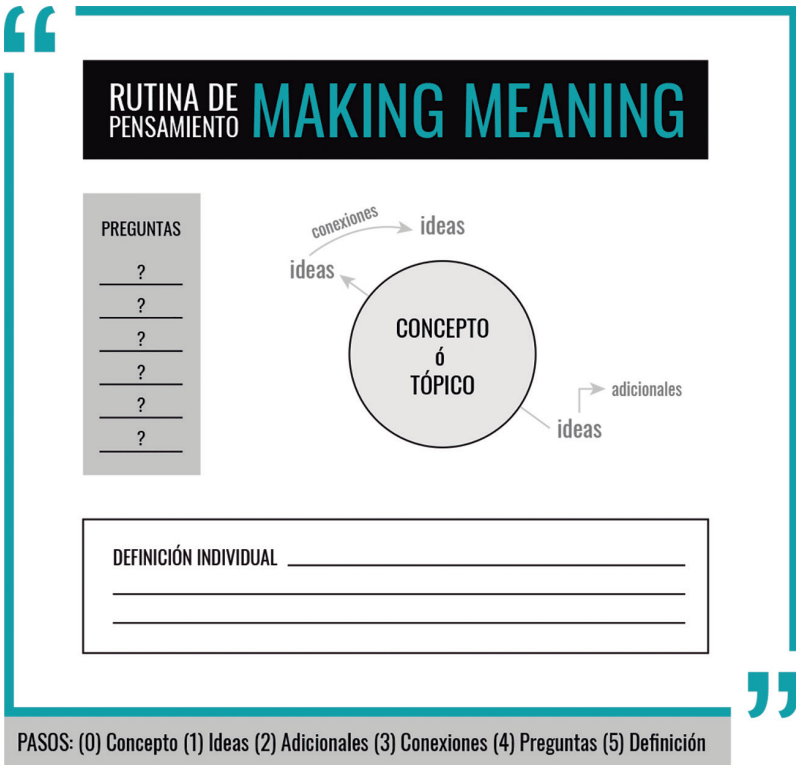 RUTINA DE
PENSAMIENTO
MAKING MEANING
PREGUNTAS
?
?
?
?
?
?
conexiones
ideas
ideas
CONCEPTO
ó
TÓPICO
adicionales
ideas
DEFINICIÓN INDIVIDUAL
PASOS: (0) Concepto (1) Ideas (2) Adicionales (3) Conexiones (4) Preguntas (5) Definición